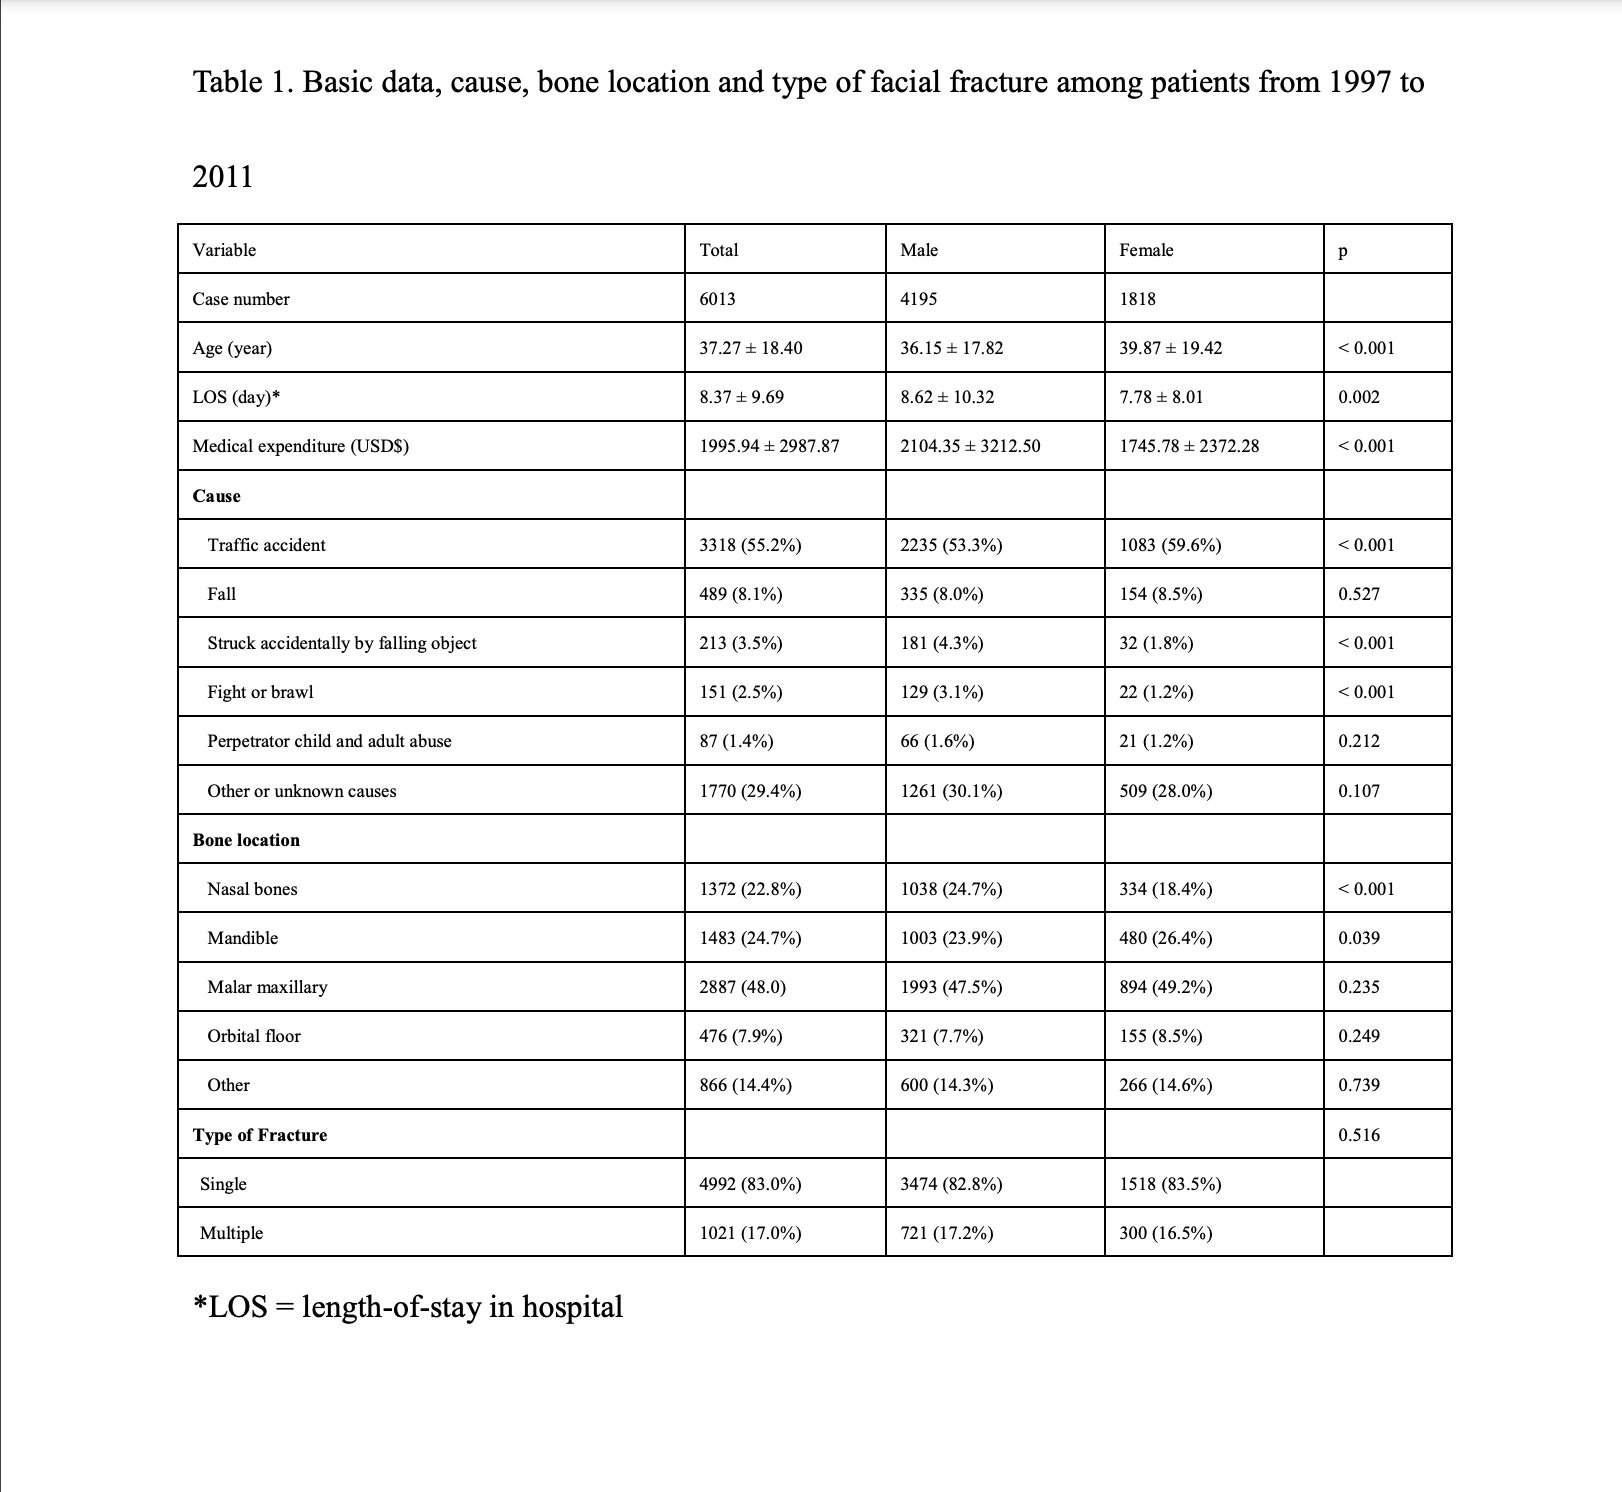 Table 1. Basic data, cause, bone location and type of facial fracture among patients from 1997 to
2011
Variable Total Male Female p
Case number 6013 4195 1818
Age (year) 37.27 ± 18.40 36.15 ± 17.82 39.87 ± 19.42 < 0.001
LOS (day)* 8.37 ± 9.69 8.62 ± 10.32 7.78 ± 8.01 0.002
Medical expenditure (USD$) 1995.94 ± 2987.87 2104.35 ± 3212.50 1745.78 ± 2372.28 < 0.001
Cause
Traffic accident 3318 (55.2%) 2235 (53.3%) 1083 (59.6%) < 0.001
Fall 489 (8.1%) 335 (8.0%) 154 (8.5%) 0.527
Struck accidentally by falling object 213 (3.5%) 181 (4.3%) 32 (1.8%) < 0.001
Fight or brawl 151 (2.5%) 129 (3.1%) 22 (1.2%) < 0.001
Perpetrator child and adult abuse 87 (1.4%) 66 (1.6%) 21 (1.2%) 0.212
Other or unknown causes 1770 (29.4%) 1261 (30.1%) 509 (28.0%) 0.107
Bone location
Nasal bones 1372 (22.8%) 1038 (24.7%) 334 (18.4%) < 0.001
Mandible 1483 (24.7%) 1003 (23.9%) 480 (26.4%) 0.039
Malar maxillary 2887 (48.0) 1993 (47.5%) 894 (49.2%) 0.235
Orbital floor 476 (7.9%) 321 (7.7%) 155 (8.5%) 0.249
Other 866 (14.4%) 600 (14.3%) 266 (14.6%) 0.739
Type of Fracture 0.516
Single 4992 (83.0%) 3474 (82.8%) 1518 (83.5%)
Multiple 1021 (17.0%) 721 (17.2%) 300 (16.5%)
*LOS = length-of-stay in hospital